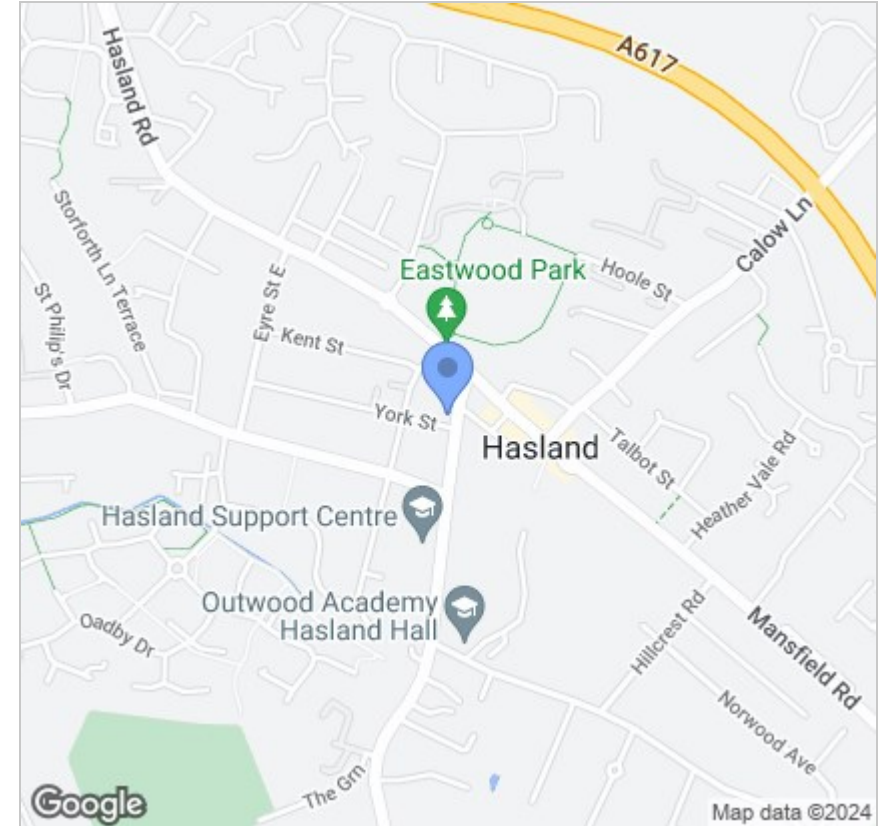 A617
Hasland Rd
Calow Ln
Storforth Ln Terrace
Eastwood Park
Hoole St
Eyre St E
St Philip's Dr
Kent St
York St
Hasland
Talbot St
Heather Vale Rd
Hasland Support Centre
Outwood Academy
Hasland Hall
Oadby Dr
Hillcrest Rd
Mansfield Rd
Norwood Ave
The Grn
Google
Map data ©2024